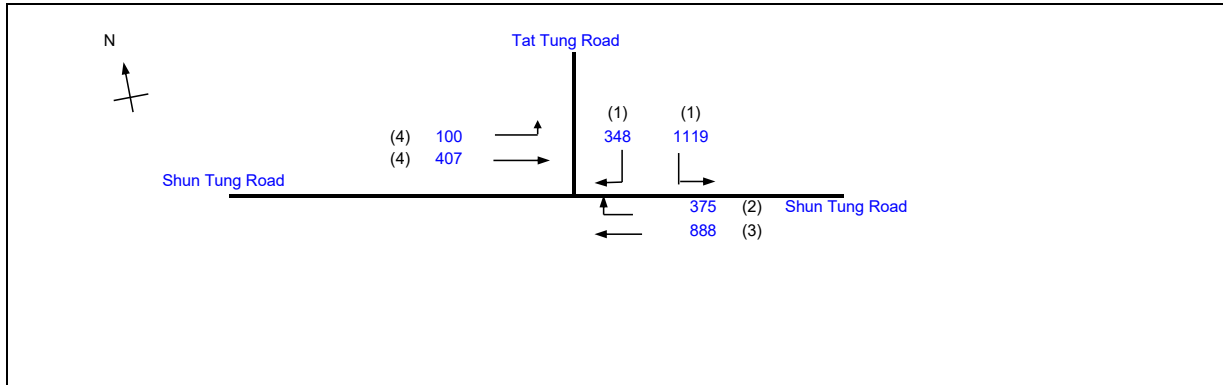 N
Tat Tung Road
(1) (1)
(4) 100 348 1119
(4) 407
Shun Tung Road
375 (2) Shun Tung Road
888 (3)